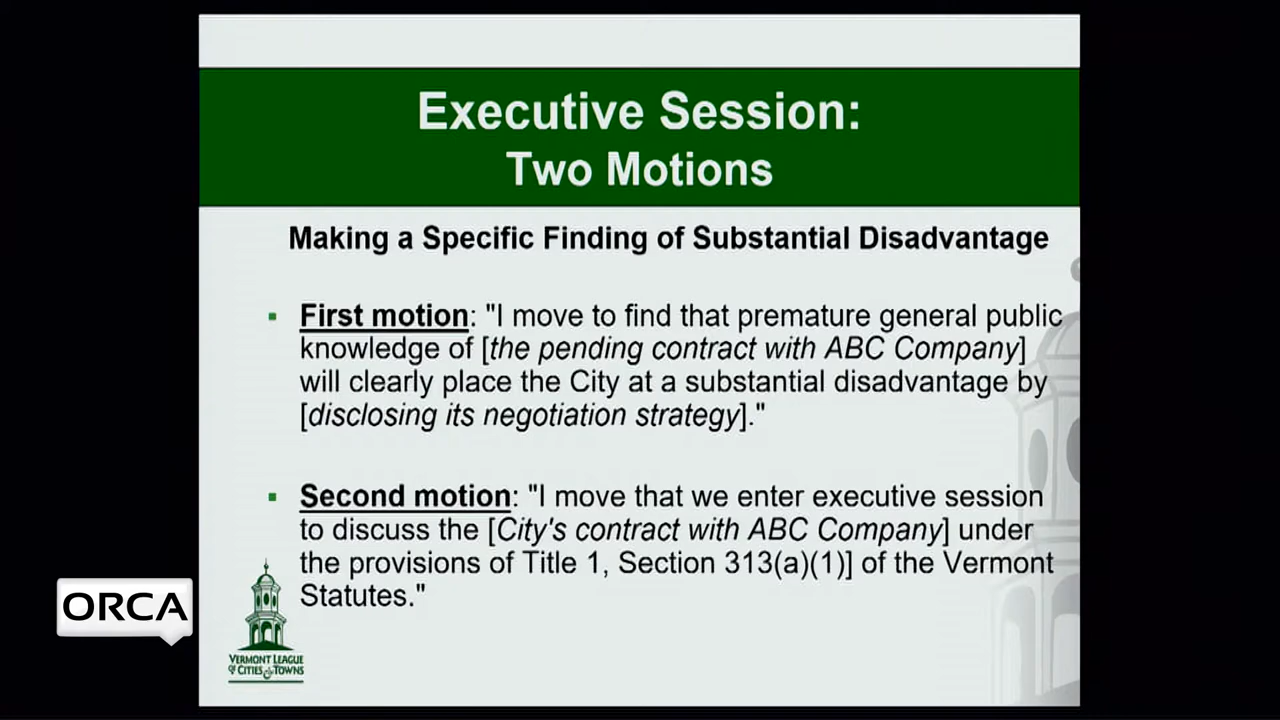 Executive Session:
Two Motions
Making a Specific Finding of Substantial Disadvantage
▪ First motion: "I move to find that premature general public
knowledge of [the pending contract with ABC Company]
will clearly place the City at a substantial disadvantage by
[disclosing its negotiation strategy]."
▪ Second motion: "I move that we enter executive session
to discuss the [City's contract with ABC Company] under
the provisions of Title 1, Section 313(a)(1)] of the Vermont
Statutes."
ORCA
VERMONT LEAGUE
OF CITIES & TOWNS